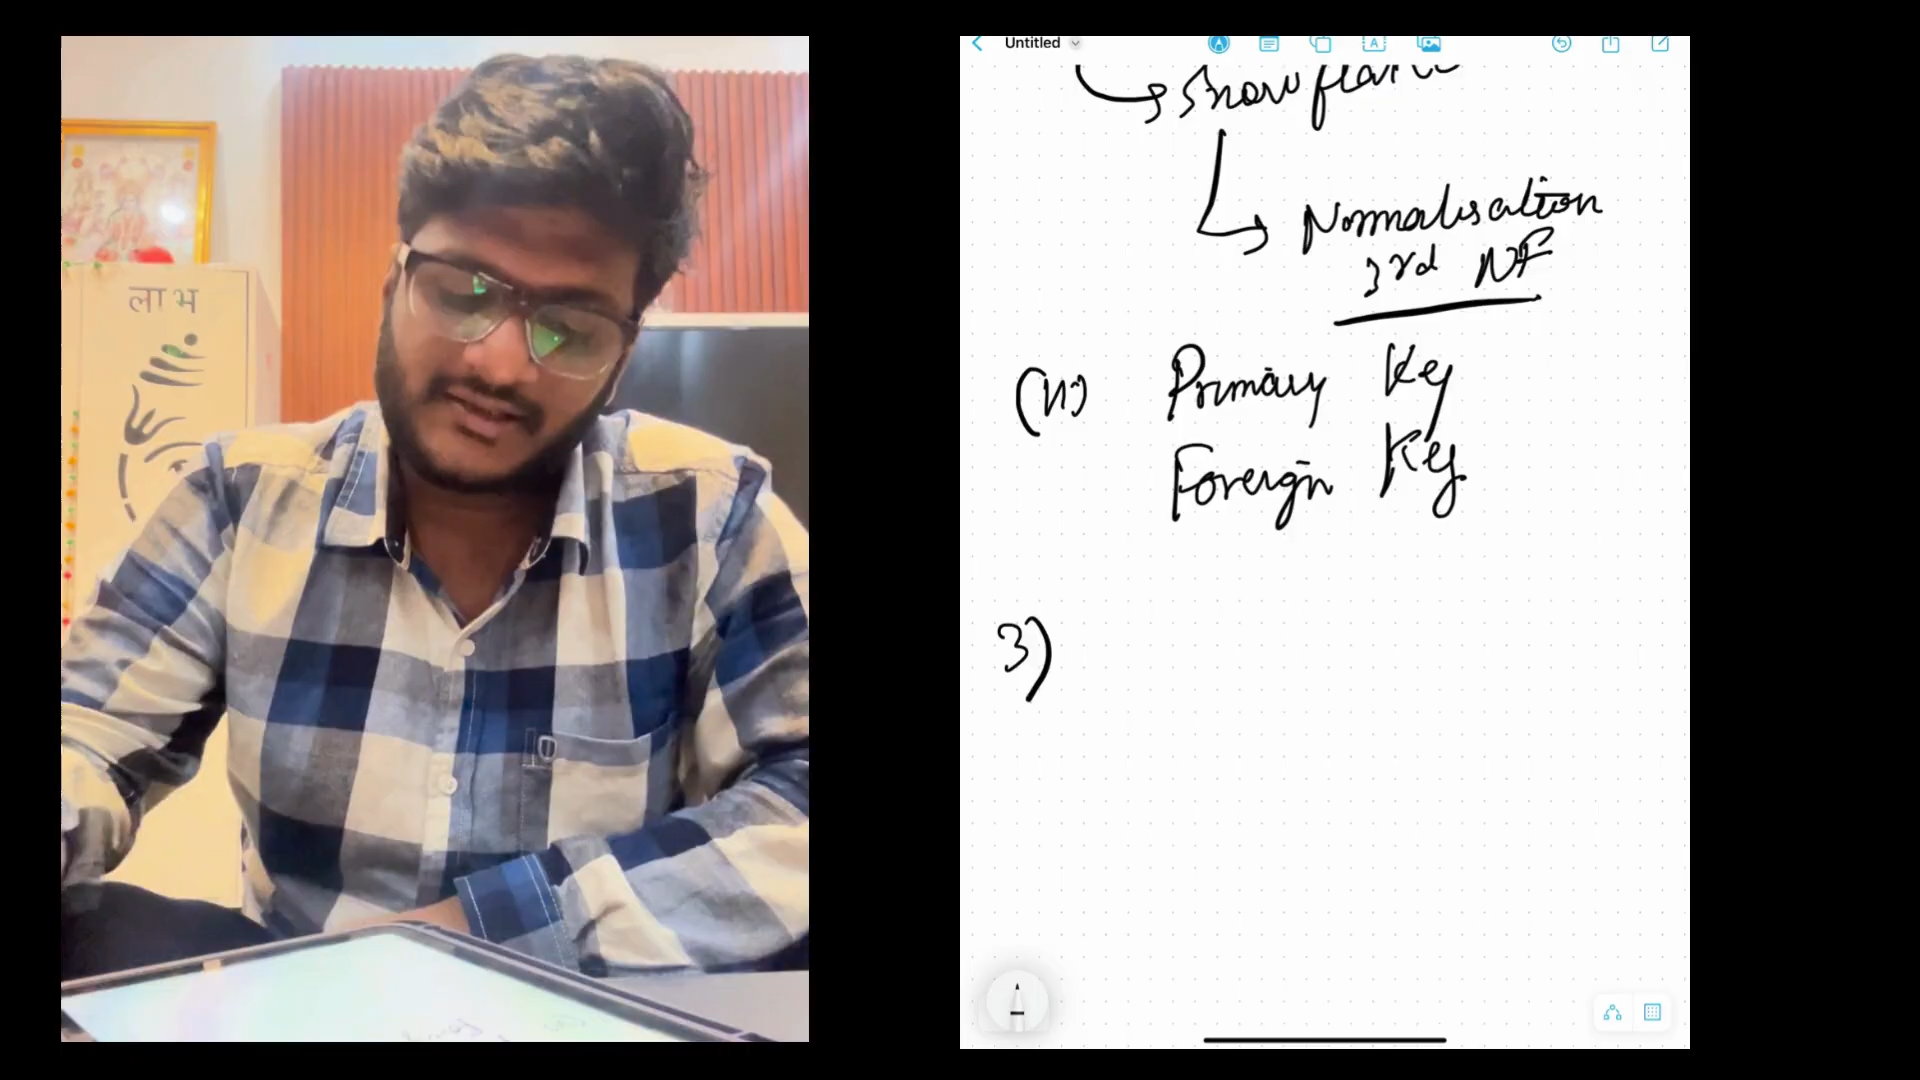 लाभ
Untitled
Snowflake
Normalisation
3rd NF
(ii) Primary Key
Foreign Key
3)